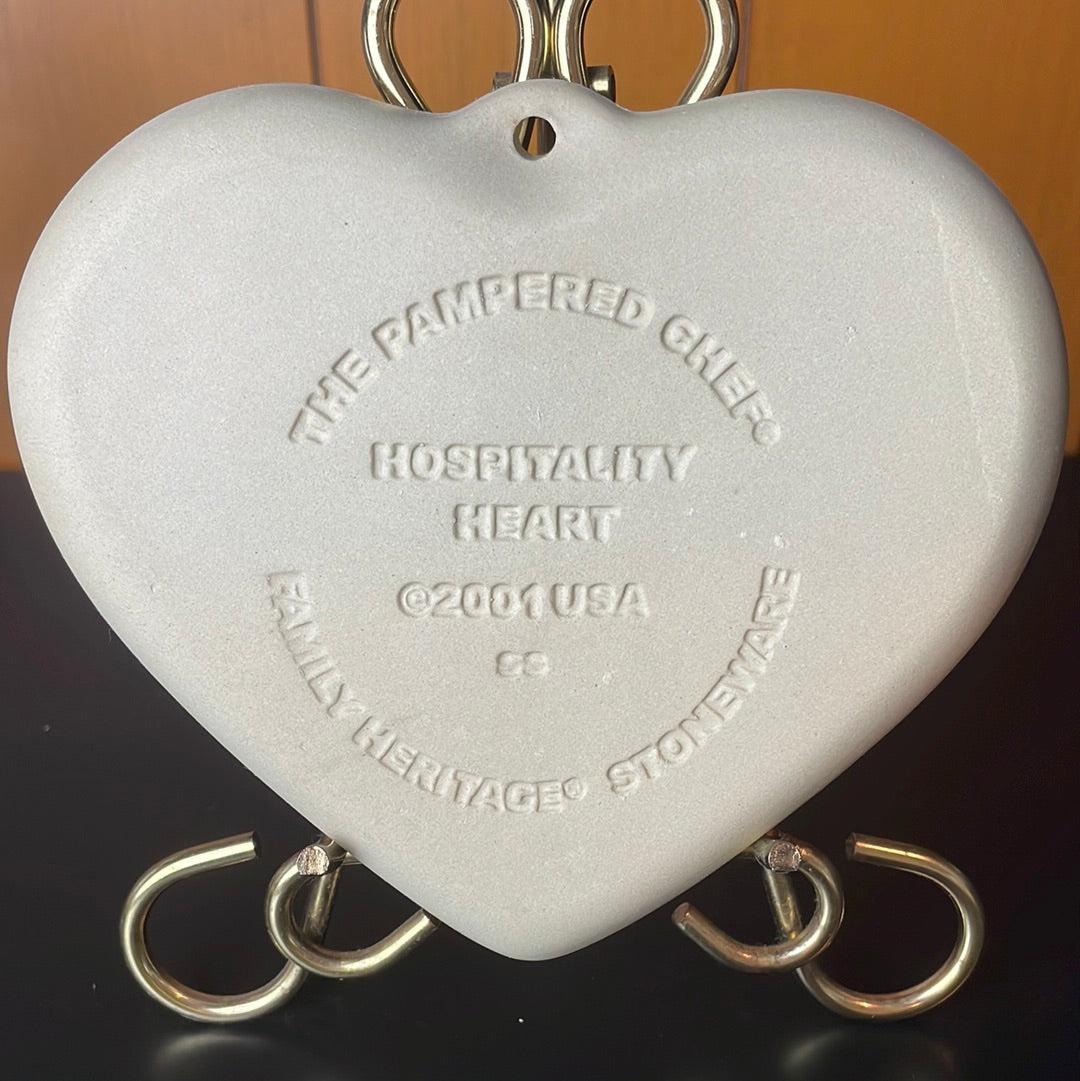 THE PAMPERED CHEF®
HOSPITALITY
HEART
©2001 USA
FAMILY HERITAGE® STONEWARE